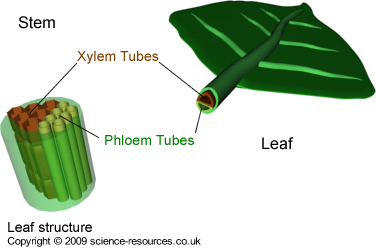 Stem
Xylem Tubes
Phloem Tubes
Leaf
Leaf structure
Copyright © 2009 science-resources.co.uk